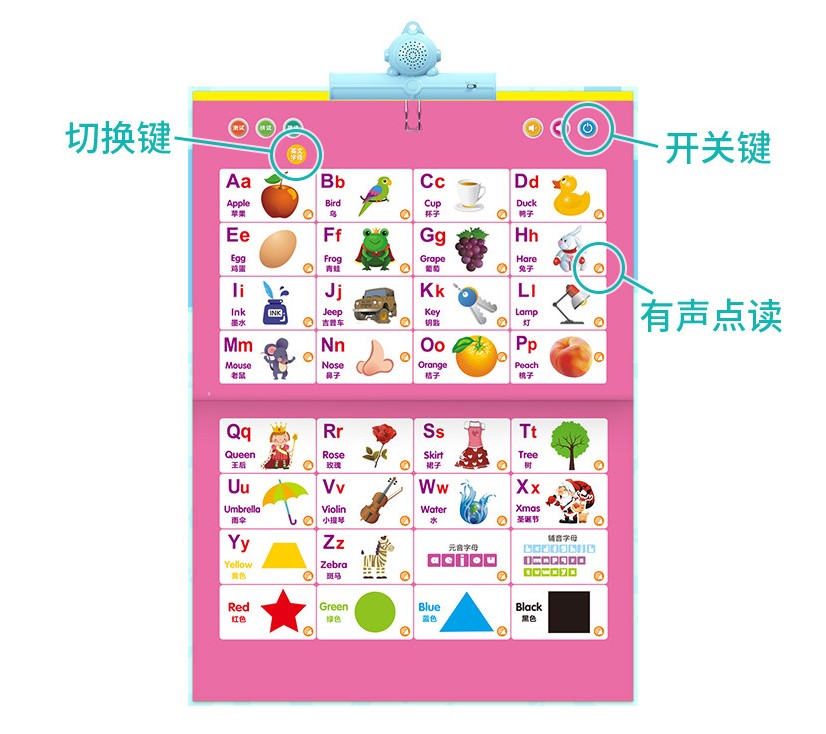 切换键
开关键
有声点读
测试
拼读
英文
字母
Aa
Apple
苹果
Bb
Bird
鸟
Cc
Cup
杯子
Dd
Duck
鸭子
Ee
Egg
鸡蛋
Ff
Frog
青蛙
Gg
Grape
葡萄
Hh
Hare
兔子
Ii
Ink
墨水
INK
Jj
Jeep
吉普车
Kk
Key
钥匙
Ll
Lamp
灯
Mm
Mouse
老鼠
Nn
Nose
鼻子
Oo
Orange
桔子
Pp
Peach
桃子
Qq
Queen
王后
Rr
Rose
玫瑰
Ss
Skirt
裙子
Tt
Tree
树
Uu
Umbrella
雨伞
Vv
Violin
小提琴
Ww
Water
水
Xx
Xmas
圣诞节
Yy
Yellow
黄色
Zz
Zebra
斑马
元音字母
a e i o u
辅音字母
Red
红色
Green
绿色
Blue
蓝色
Black
黑色